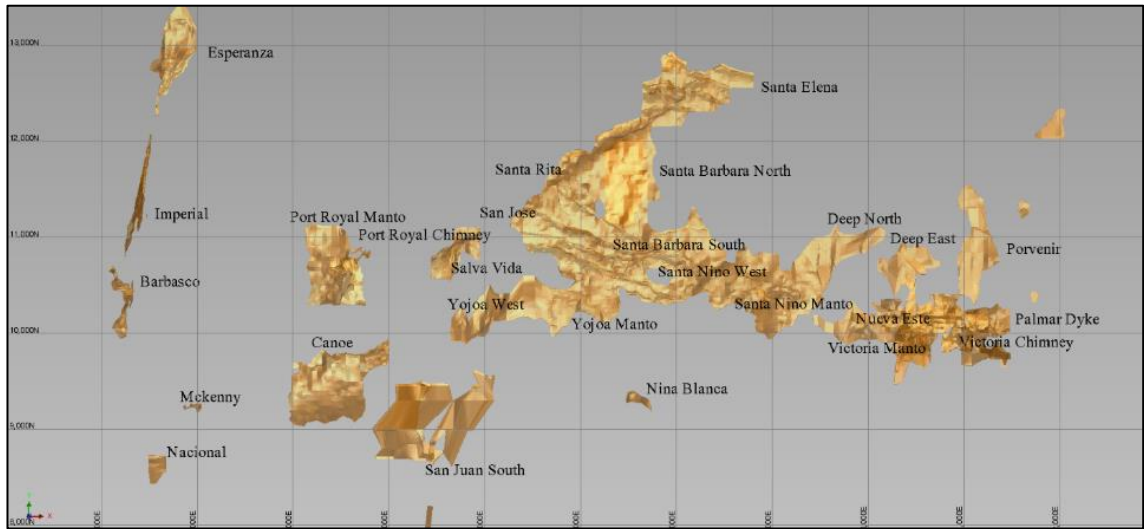 13,000N
Esperanza
Santa Elena
12,000N
Santa Rita
Santa Barbara North
Imperial
Port Royal Manto
San Jose
Deep North
11,000N
Port Royal Chimney
Santa Barbara South
Deep East
Porvenir
Salva Vida
Santa Nino West
Barbasco
Yojoa West
Santa Nino Manto
Nueva Este
Palmar Dyke
Yojoa Manto
10,000N
Canoe
Victoria Manto
Victoria Chimney
Mckenny
Nina Blanca
9,000N
Nacional
San Juan South
8,000N
X